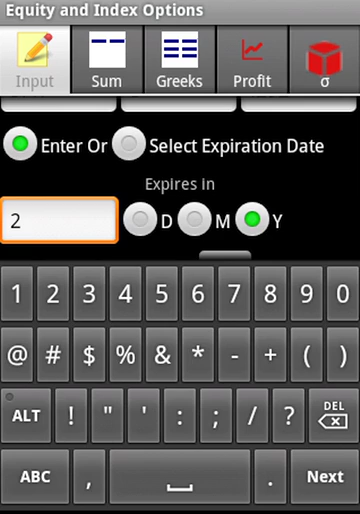 Equity and Index Options
Input Sum Greeks Profit σ
Enter Or Select Expiration Date
Expires in
2 D M Y
1 2 3 4 5 6 7 8 9 0
@ # $ % & * - + ( )
ALT ! " ' : ; / ? DEL
ABC , . Next